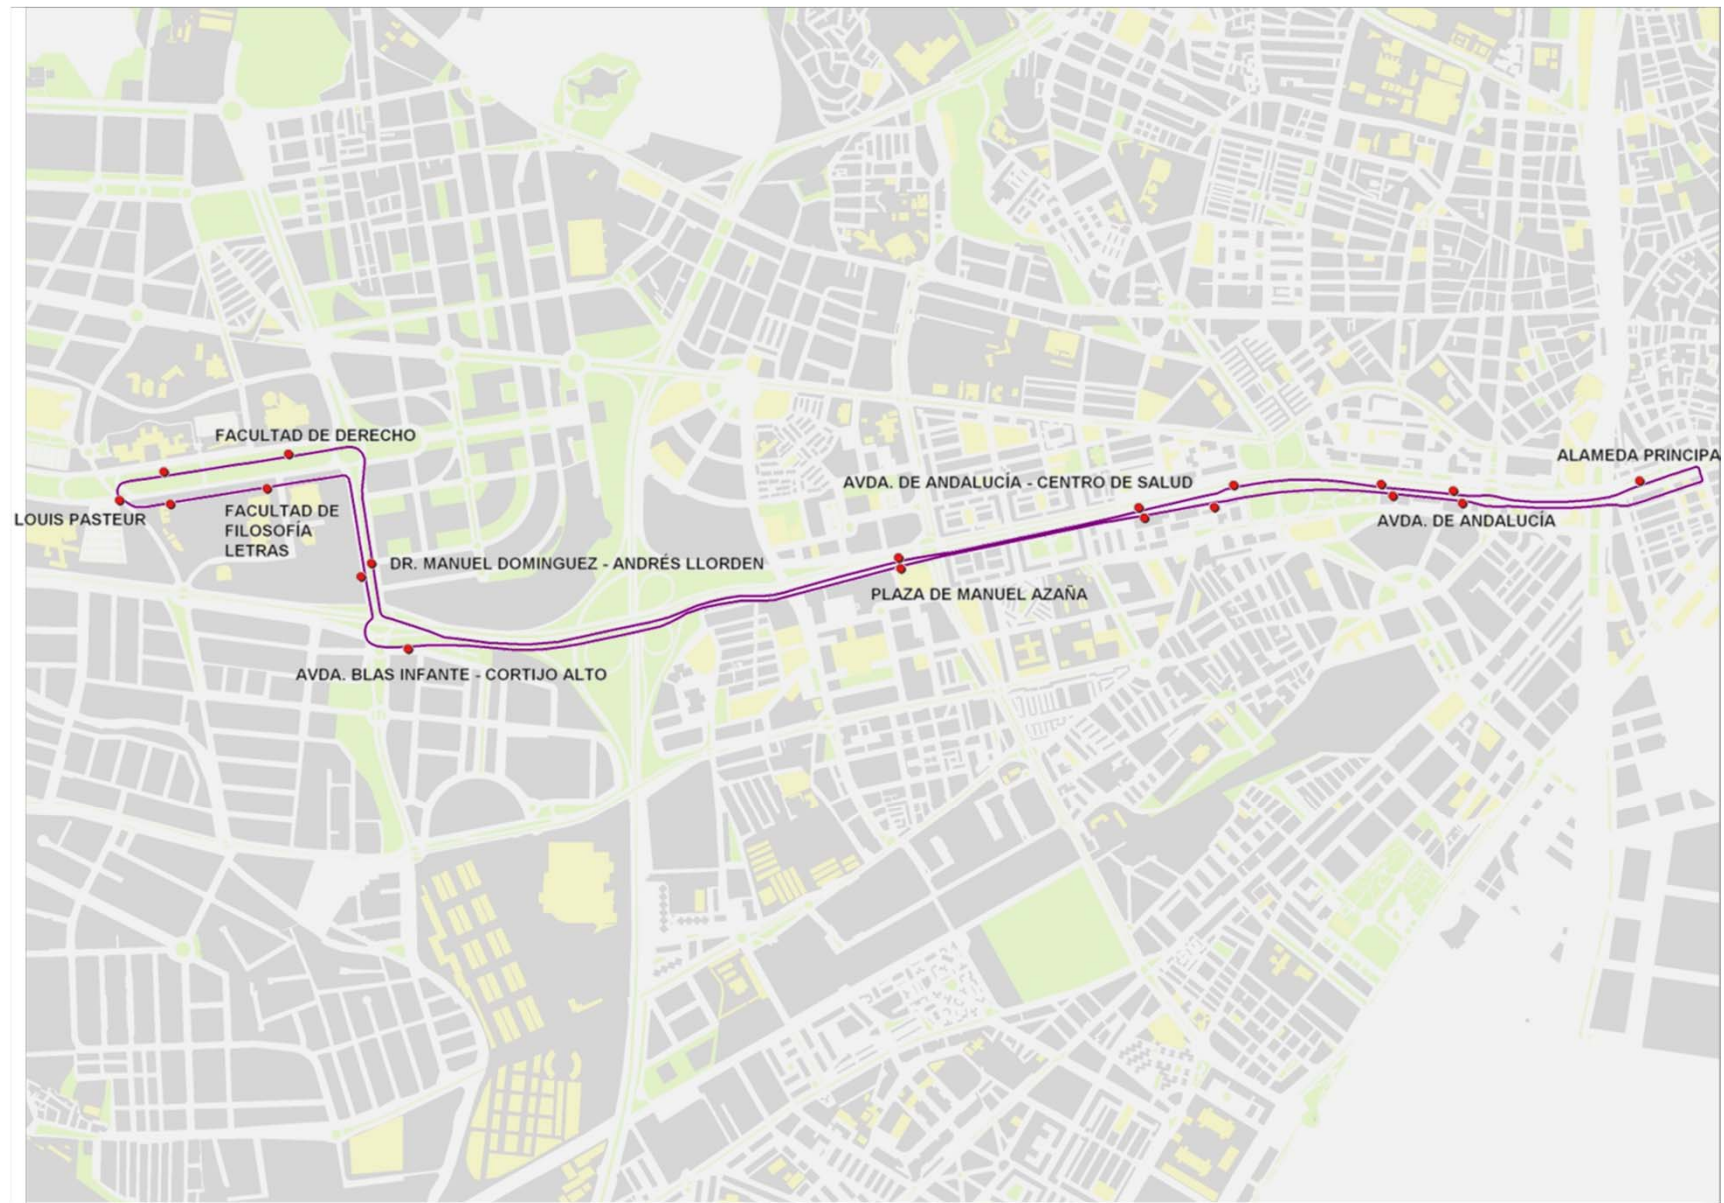 FACULTAD DE DERECHO
ALAMEDA PRINCIPA
AVDA. DE ANDALUCÍA - CENTRO DE SALUD
LOUIS PASTEUR
FACULTAD DE
FILOSOFÍA
LETRAS
AVDA. DE ANDALUCÍA
DR. MANUEL DOMINGUEZ - ANDRÉS LLORDEN
PLAZA DE MANUEL AZAÑA
AVDA. BLAS INFANTE - CORTIJO ALTO